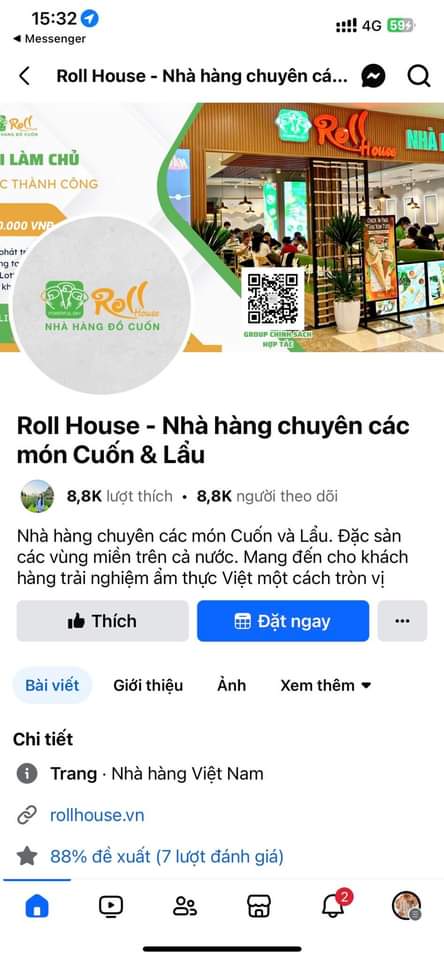 15:32
4G 59
Messenger
Roll House - Nhà hàng chuyên cá...
Roll
I LÀM CHỦ
C THÀNH CÔNG
0.000 VNĐ
Roll House
NHÀ
Roll House
NHÀ HÀNG ĐỒ CUỐN
GROUP CHÍNH SÁCH
HỢP TÁC
Roll House - Nhà hàng chuyên các
món Cuốn & Lẩu
8,8K lượt thích • 8,8K người theo dõi
Nhà hàng chuyên các món Cuốn và Lẩu. Đặc sản
các vùng miền trên cả nước. Mang đến cho khách
hàng trải nghiệm ẩm thực Việt một cách tròn vị
Thích
Đặt ngay
Bài viết
Giới thiệu
Ảnh
Xem thêm
Chi tiết
Trang · Nhà hàng Việt Nam
rollhouse.vn
88% đề xuất (7 lượt đánh giá)
2